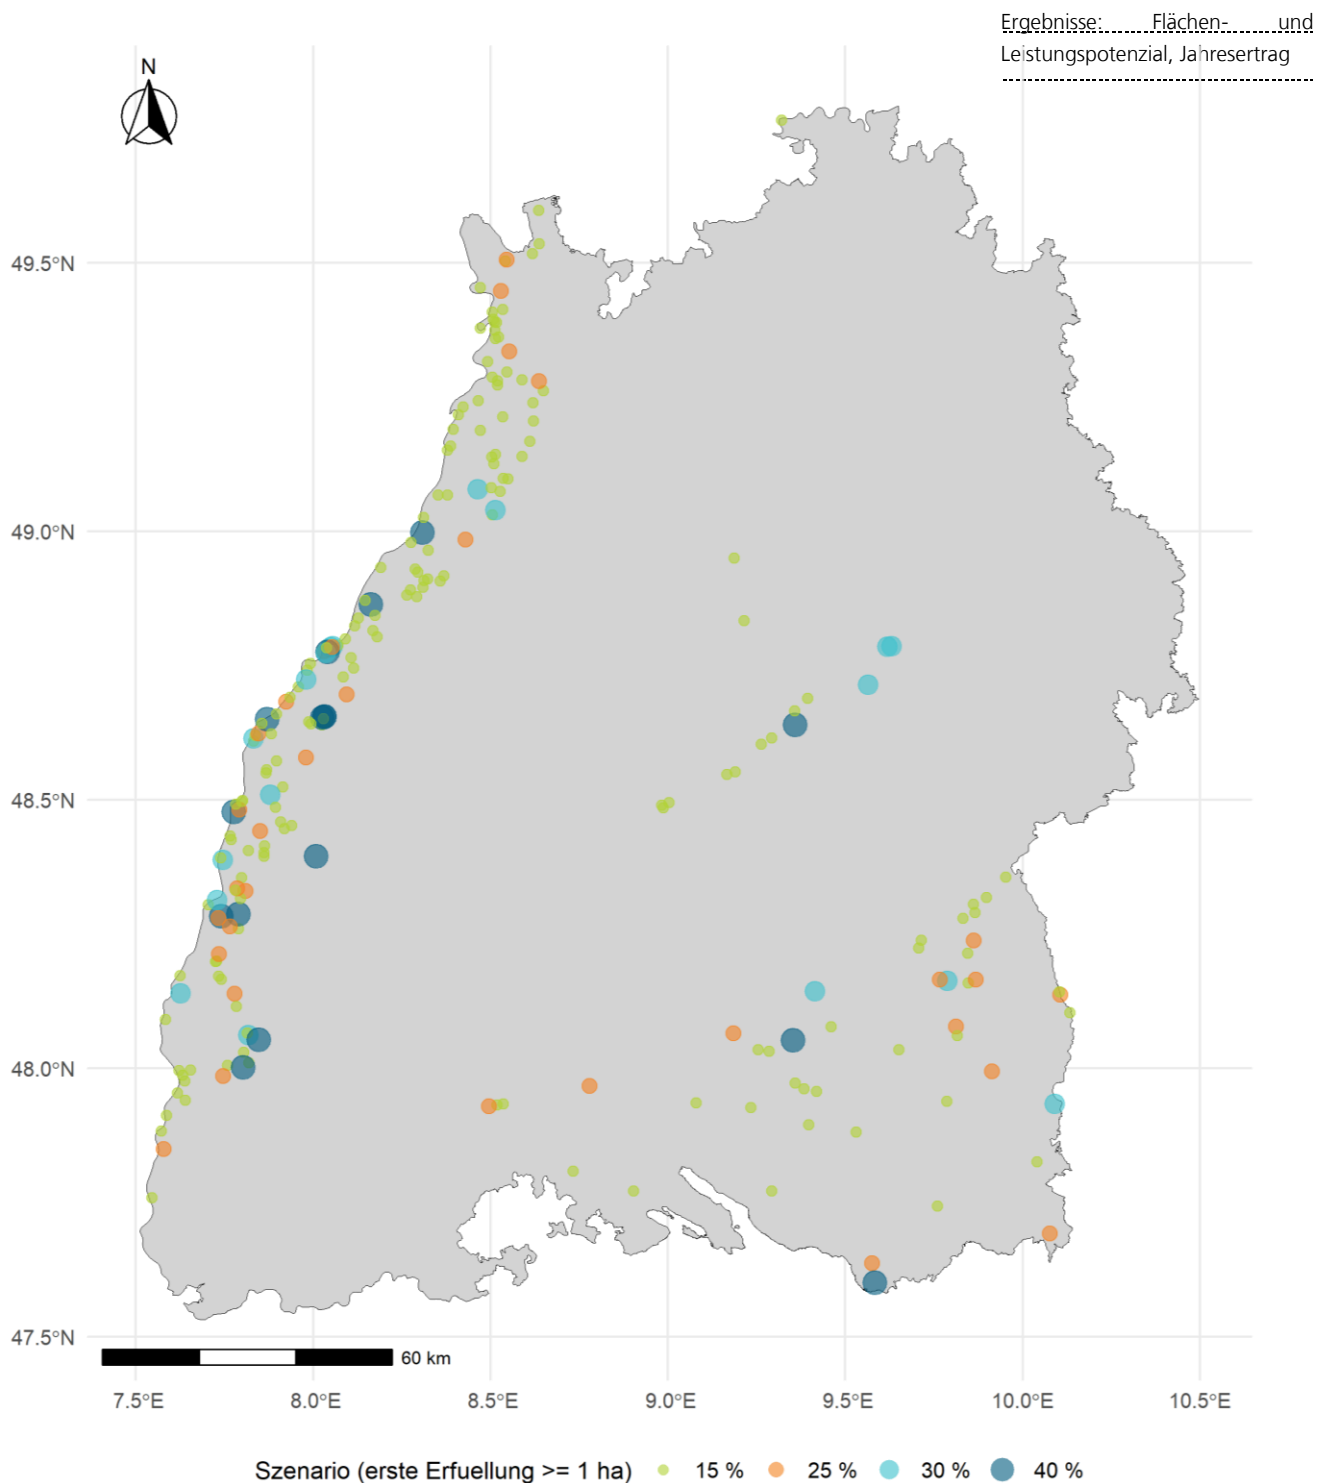 Ergebnisse: Flächen- und
Leistungspotenzial, Jahresertrag
N
49.5°N
49.0°N
48.5°N
48.0°N
47.5°N
60 km
7.5°E 8.0°E 8.5°E 9.0°E 9.5°E 10.0°E 10.5°E
Szenario (erste Erfuellung >= 1 ha) 15 % 25 % 30 % 40 %